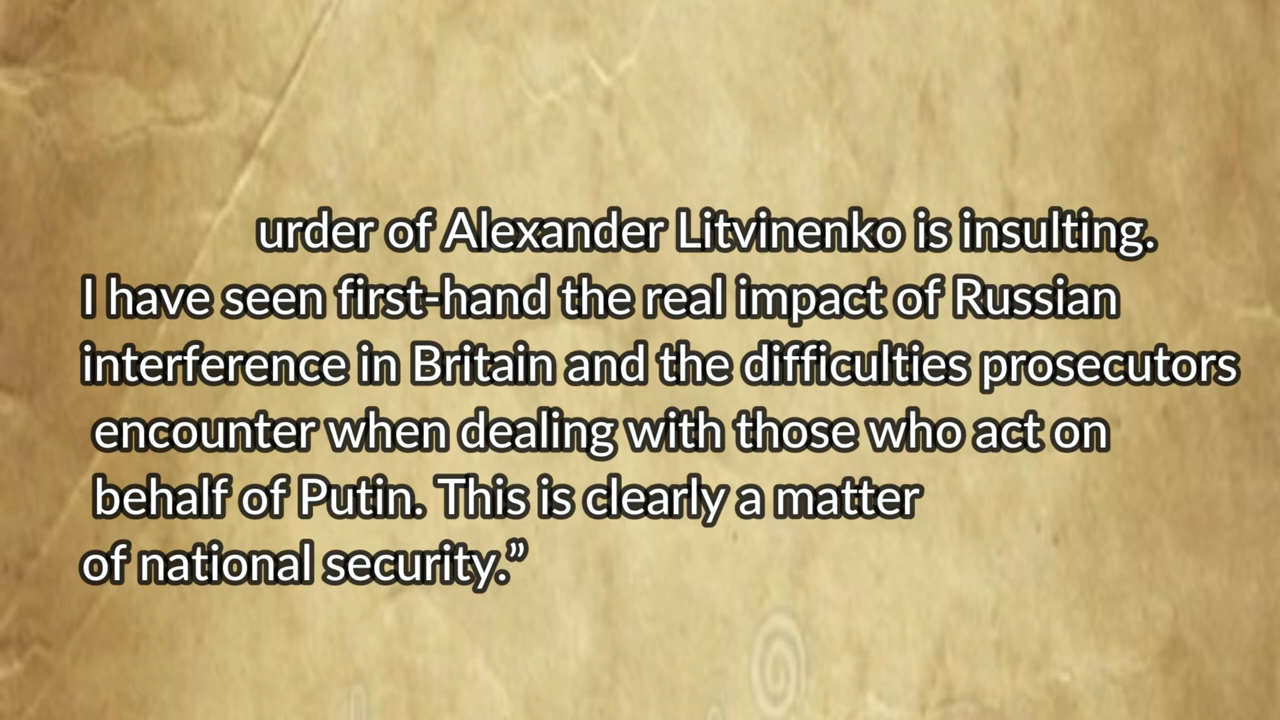 urder of Alexander Litvinenko is insulting.
I have seen first-hand the real impact of Russian
interference in Britain and the difficulties prosecutors
encounter when dealing with those who act on
behalf of Putin. This is clearly a matter
of national security.”